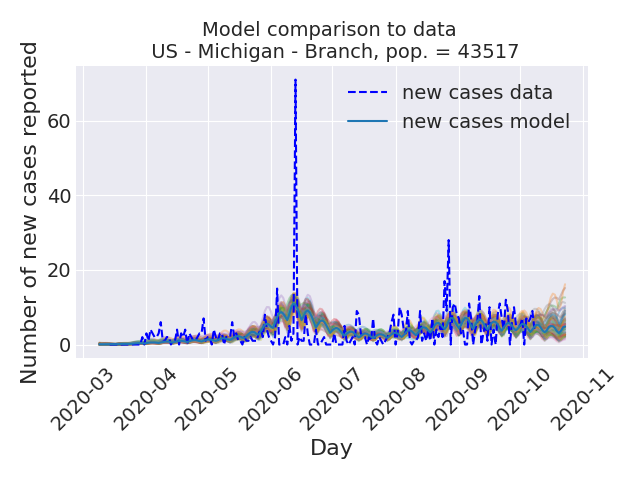 Model comparison to data
US - Michigan - Branch, pop. = 43517
new cases data
new cases model
Number of new cases reported
60
40
20
0
2020-03
2020-04
2020-05
2020-06
2020-07
2020-08
2020-09
2020-10
2020-11
Day